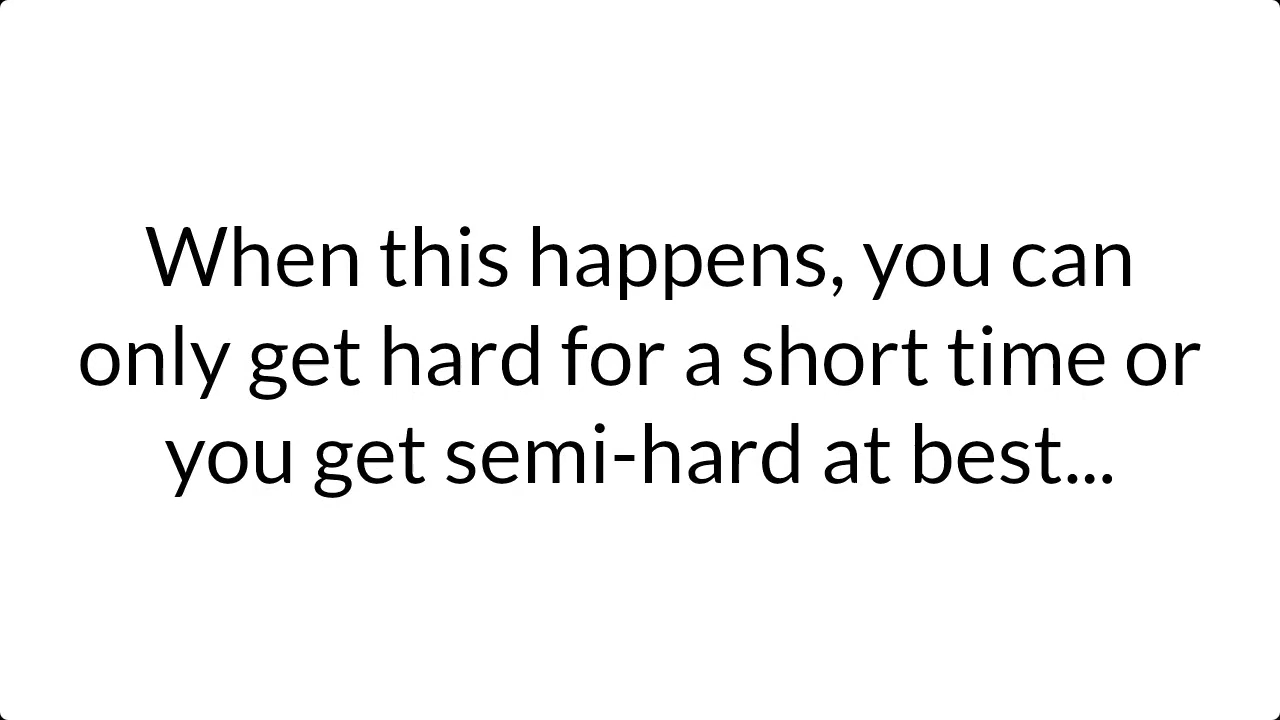 When this happens, you can
only get hard for a short time or
you get semi-hard at best...